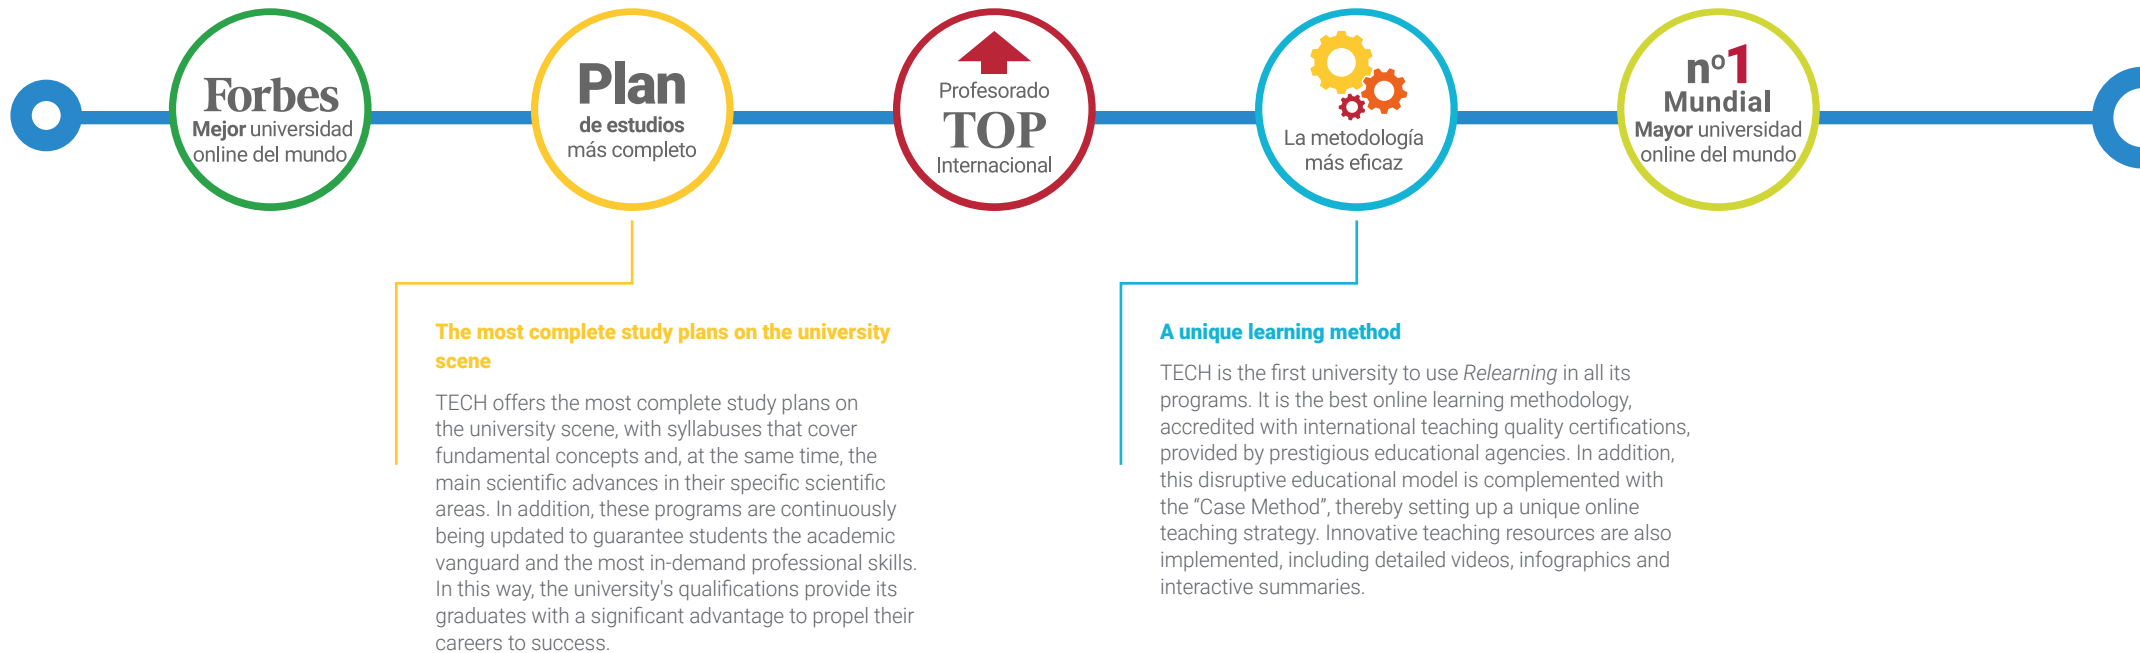 Forbes
Mejor universidad
online del mundo
Plan
de estudios
más completo
Profesorado
TOP
Internacional
La metodología
más eficaz
nº1
Mundial
Mayor universidad
online del mundo
The most complete study plans on the university
scene
TECH offers the most complete study plans on
the university scene, with syllabuses that cover
fundamental concepts and, at the same time, the
main scientific advances in their specific scientific
areas. In addition, these programs are continuously
being updated to guarantee students the academic
vanguard and the most in-demand professional skills.
In this way, the university's qualifications provide its
graduates with a significant advantage to propel their
careers to success.
A unique learning method
TECH is the first university to use Relearning in all its
programs. It is the best online learning methodology,
accredited with international teaching quality certifications,
provided by prestigious educational agencies. In addition,
this disruptive educational model is complemented with
the “Case Method”, thereby setting up a unique online
teaching strategy. Innovative teaching resources are also
implemented, including detailed videos, infographics and
interactive summaries.